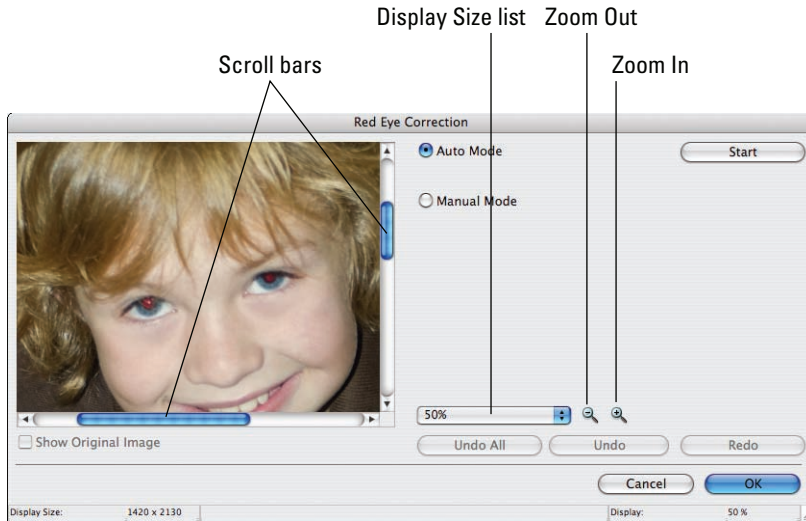 Display Size list Zoom Out
Scroll bars Zoom In
Red Eye Correction
Auto Mode Start
Manual Mode
50%
Show Original Image Undo All Undo Redo
Cancel OK
Display Size: 1420 x 2130 Display: 50 %